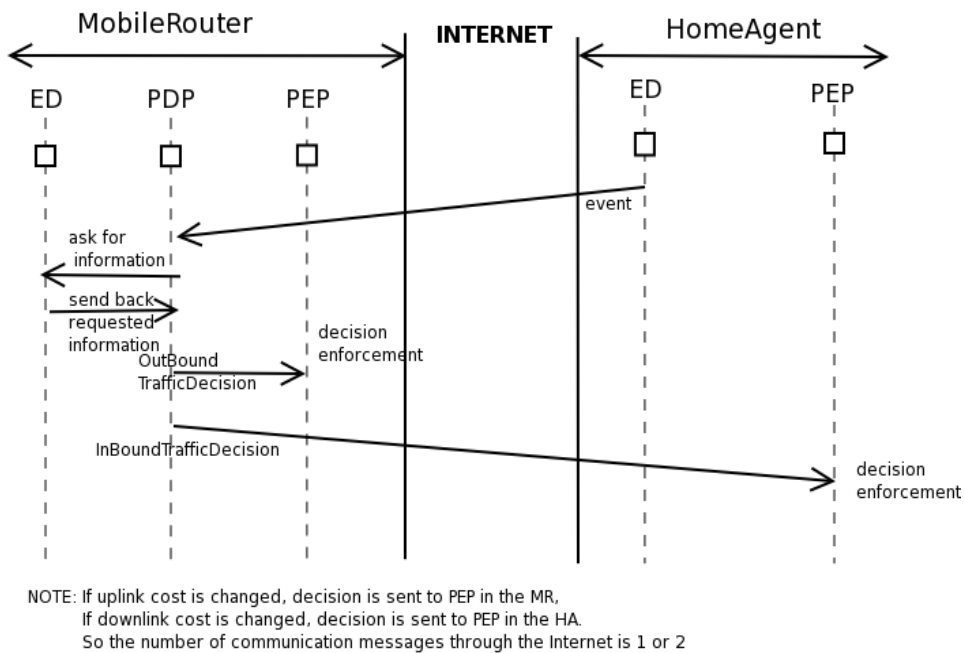 MobileRouter
INTERNET
HomeAgent
ED
PDP
PEP
ED
PEP
event
ask for
information
send back
requested
information
decision
enforcement
OutBound
TrafficDecision
InBoundTrafficDecision
decision
enforcement
NOTE: If uplink cost is changed, decision is sent to PEP in the MR,
If downlink cost is changed, decision is sent to PEP in the HA.
So the number of communication messages through the Internet is 1 or 2